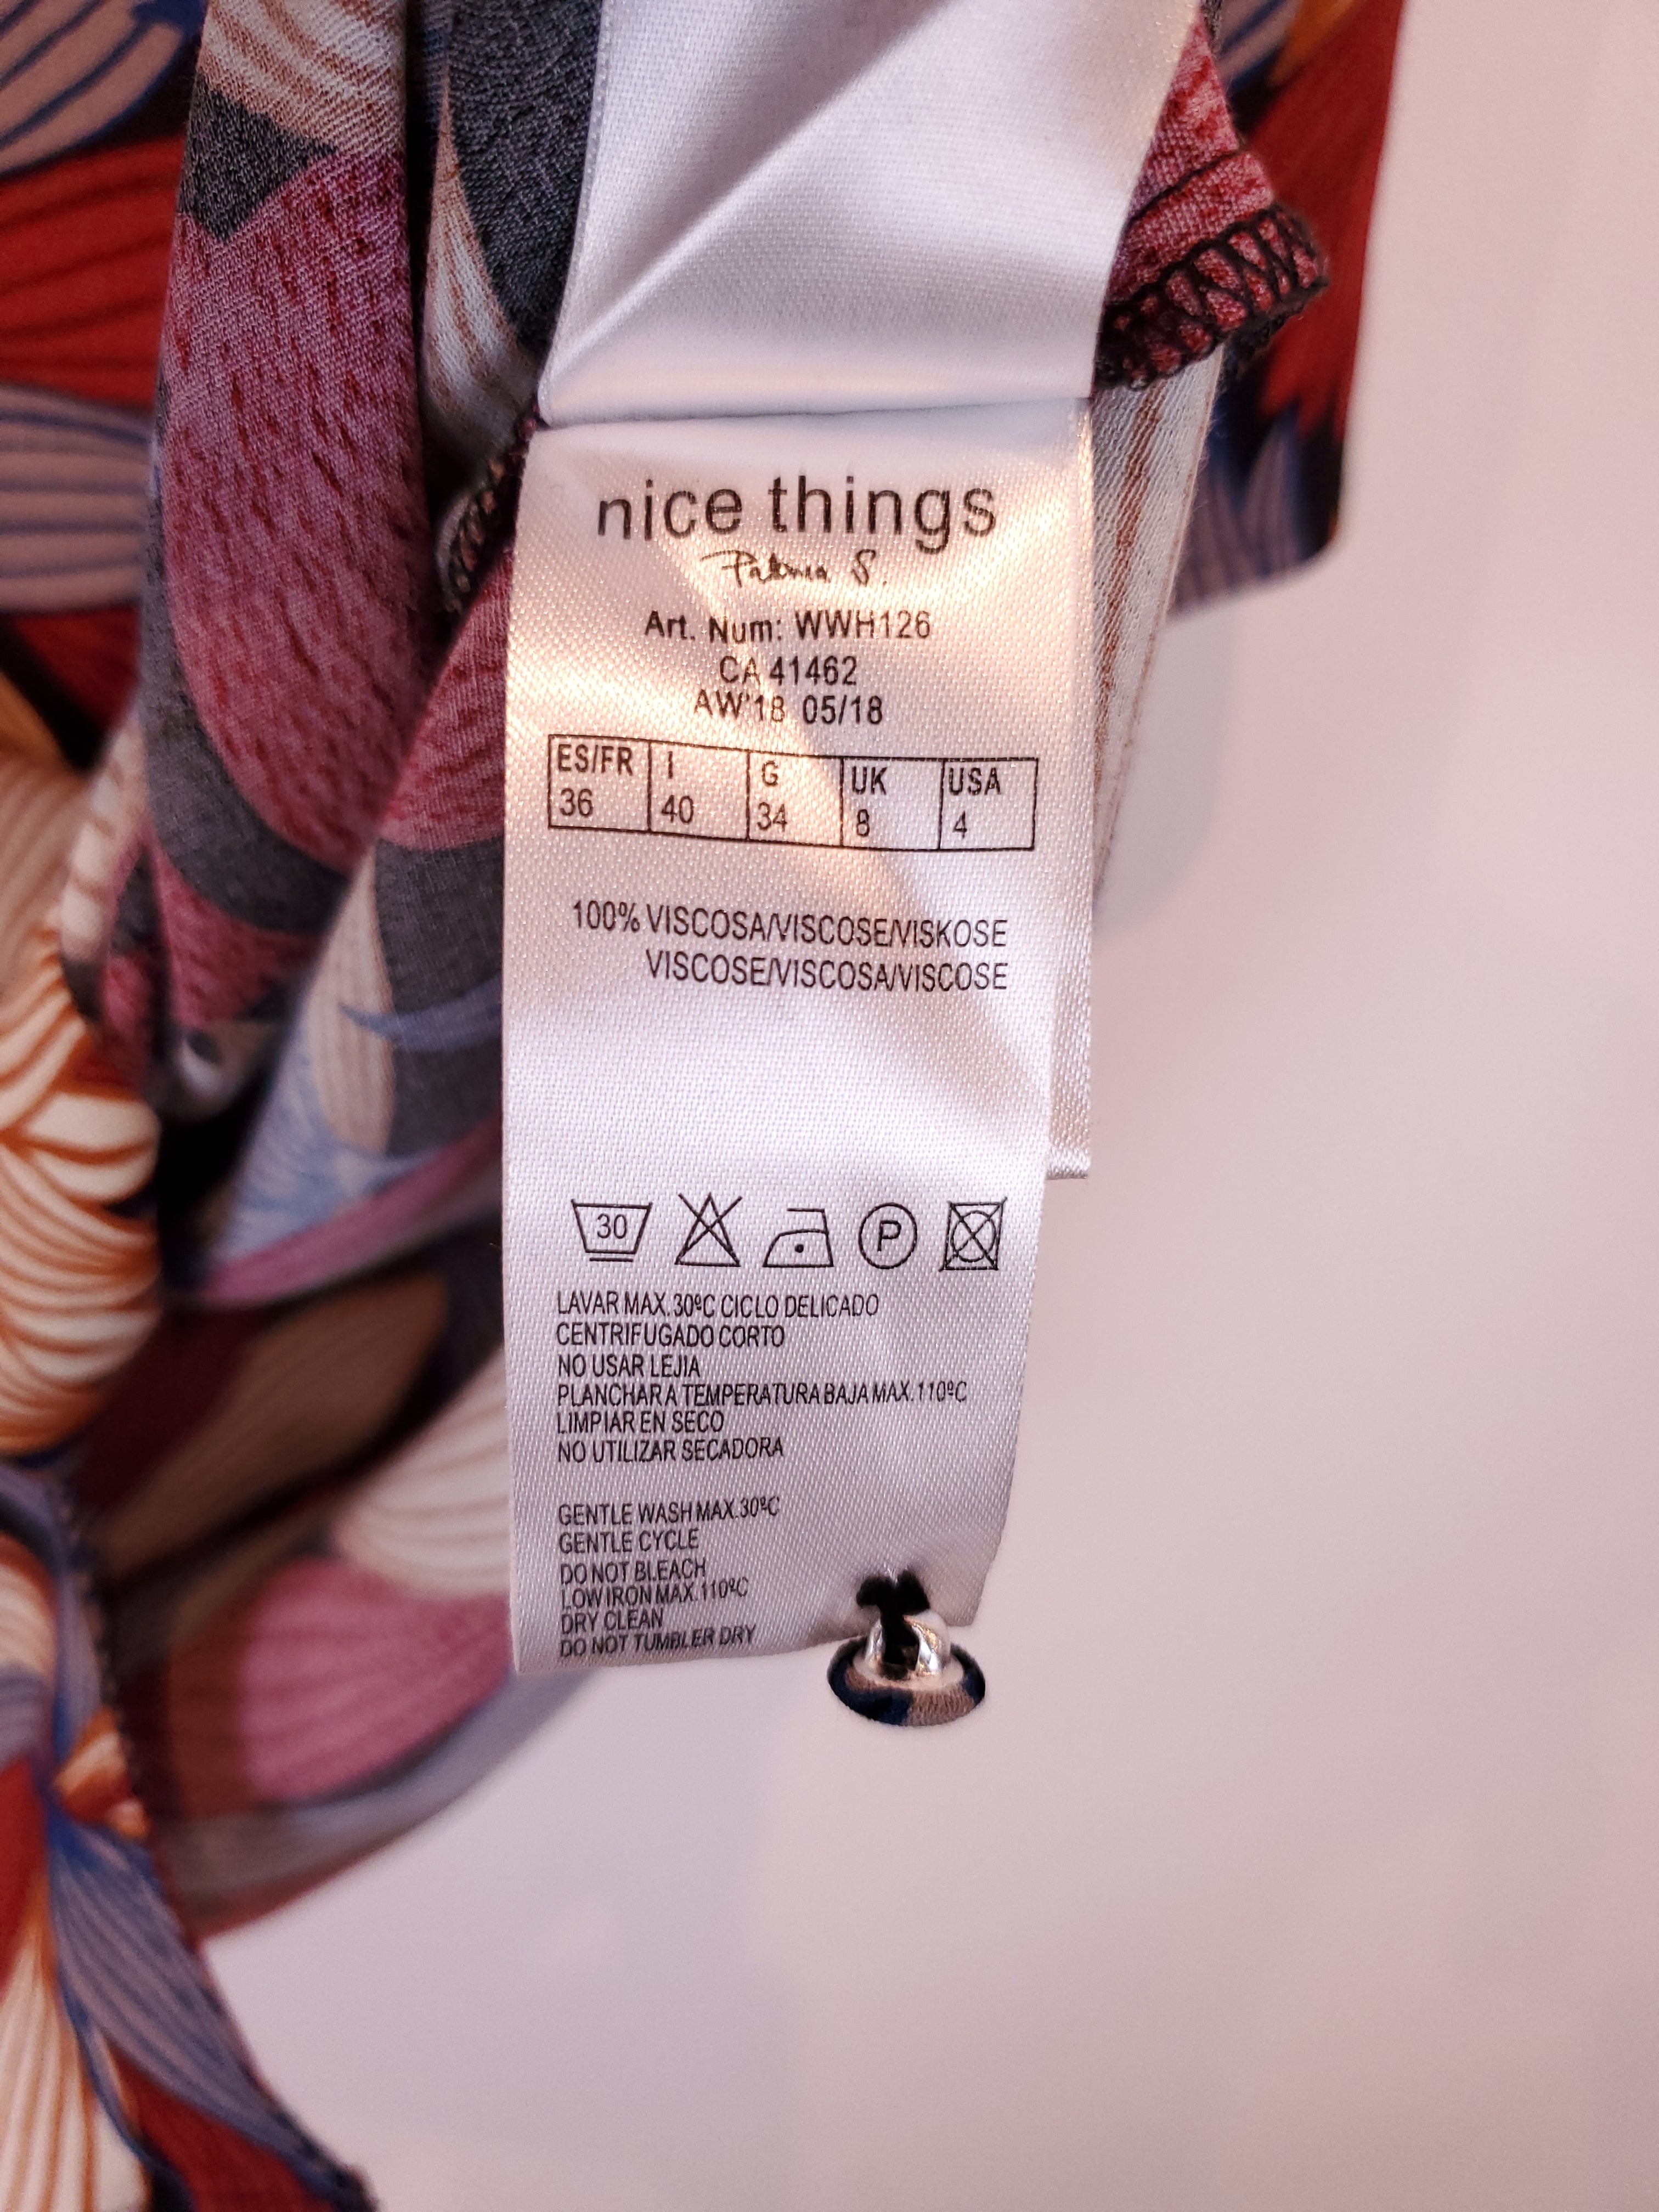 nice things
Paloma S.
Art. Num: WWH126
CA 41462
AW'18 05/18
ES/FR I G UK USA
36 40 34 8 4
100% VISCOSA/VISCOSE/VISKOSE
VISCOSE/VISCOSA/VISCOSE
30 P
LAVAR MAX.30ºC CICLO DELICADO
CENTRIFUGADO CORTO
NO USAR LEJIA
PLANCHAR A TEMPERATURA BAJA MAX.110ºC
LIMPIAR EN SECO
NO UTILIZAR SECADORA
GENTLE WASH MAX.30ºC
GENTLE CYCLE
DO NOT BLEACH
LOW IRON MAX.110ºC
DRY CLEAN
DO NOT TUMBLER DRY